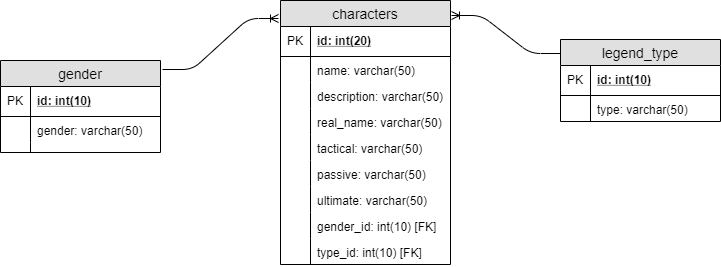 gender
PK id: int(10)
gender: varchar(50)
characters
PK id: int(20)
name: varchar(50)
description: varchar(50)
real_name: varchar(50)
tactical: varchar(50)
passive: varchar(50)
ultimate: varchar(50)
gender_id: int(10) [FK]
type_id: int(10) [FK]
legend_type
PK id: int(10)
type: varchar(50)